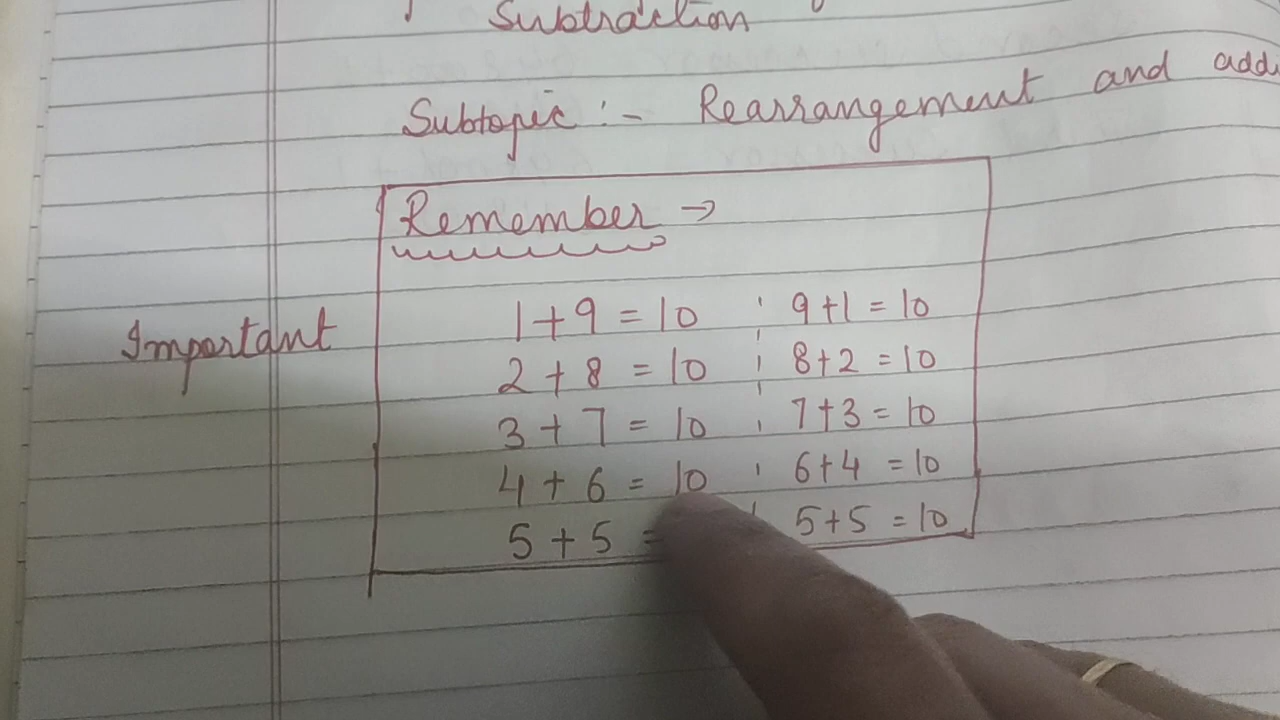 Subtraction
Subtopic :- Rearrangement and add
Remember →
Important
1+9 = 10 ; 9+1 = 10
2 + 8 = 10 ; 8+2 = 10
3 + 7 = 10 ; 7+3 = 10
4 + 6 = 10 ; 6+4 = 10
5 + 5 = 5+5 = 10